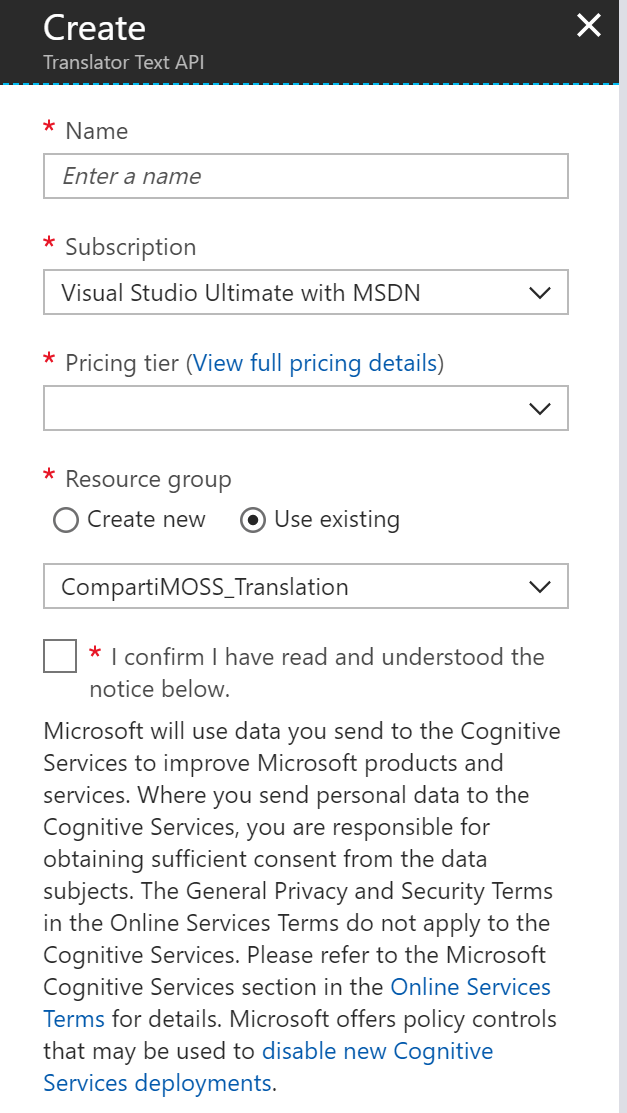 Create
Translator Text API
* Name
Enter a name
* Subscription
Visual Studio Ultimate with MSDN
* Pricing tier (View full pricing details)
* Resource group
Create new Use existing
CompartiMOSS_Translation
* I confirm I have read and understood the
notice below.
Microsoft will use data you send to the Cognitive
Services to improve Microsoft products and
services. Where you send personal data to the
Cognitive Services, you are responsible for
obtaining sufficient consent from the data
subjects. The General Privacy and Security Terms
in the Online Services Terms do not apply to the
Cognitive Services. Please refer to the Microsoft
Cognitive Services section in the Online Services
Terms for details. Microsoft offers policy controls
that may be used to disable new Cognitive
Services deployments.